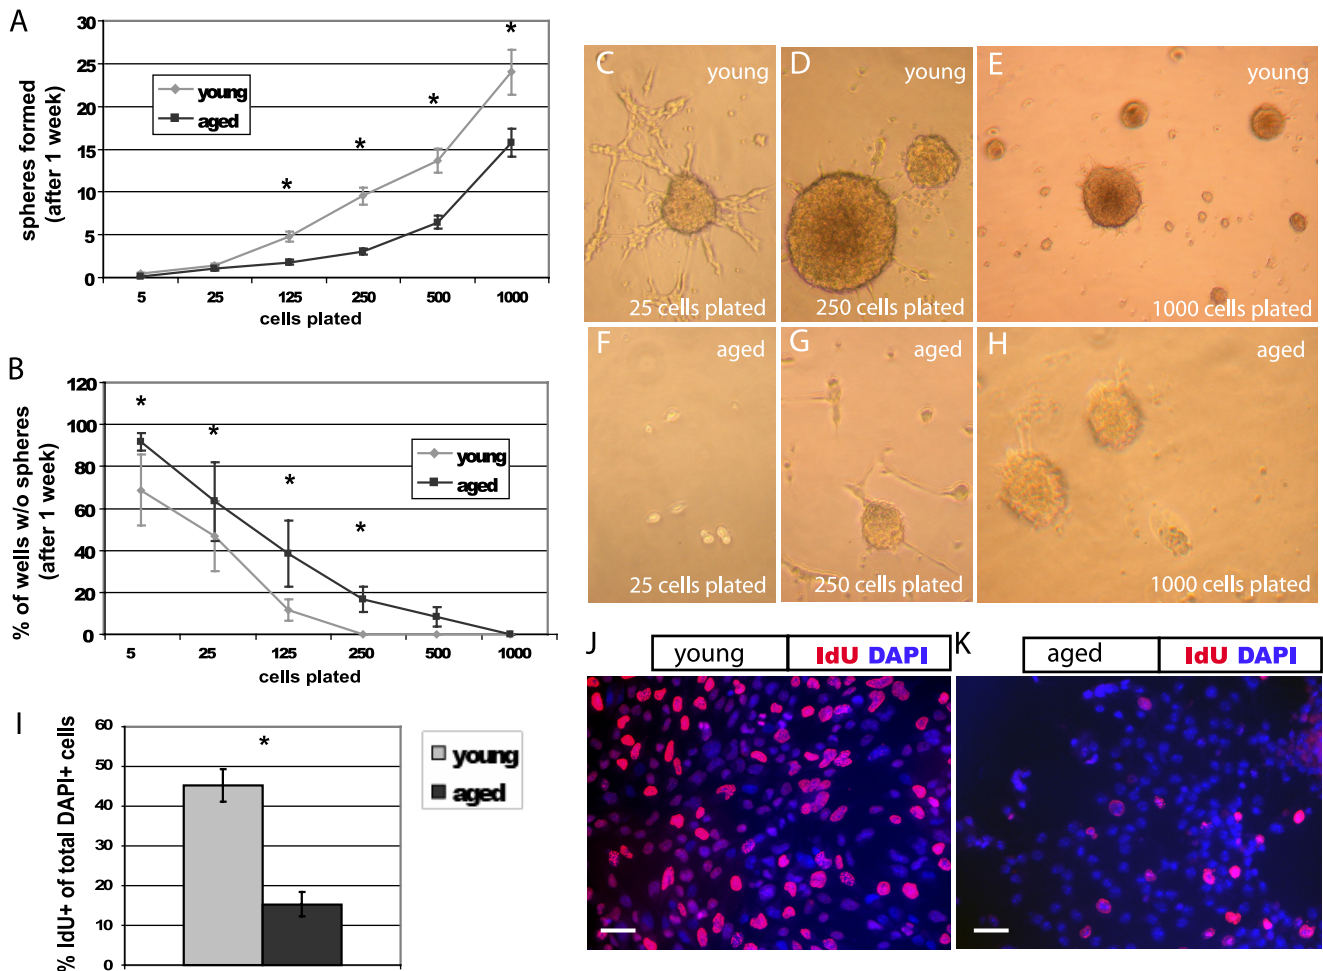 A
spheres formed
(after 1 week)
30
25
20
15
10
5
0
young
aged
*
*
*
*
*
5 25 125 250 500 1000
cells plated
B
% of wells w/o spheres
(after 1 week)
120
100
80
60
40
20
0
*
*
*
*
young
aged
5 25 125 250 500 1000
cells plated
C
young
25 cells plated
D
young
250 cells plated
E
young
1000 cells plated
F
aged
25 cells plated
G
aged
250 cells plated
H
aged
1000 cells plated
I
% IdU+ of total DAPI+ cells
60
50
40
30
20
10
0
*
young
aged
J
young IdU DAPI
K
aged IdU DAPI